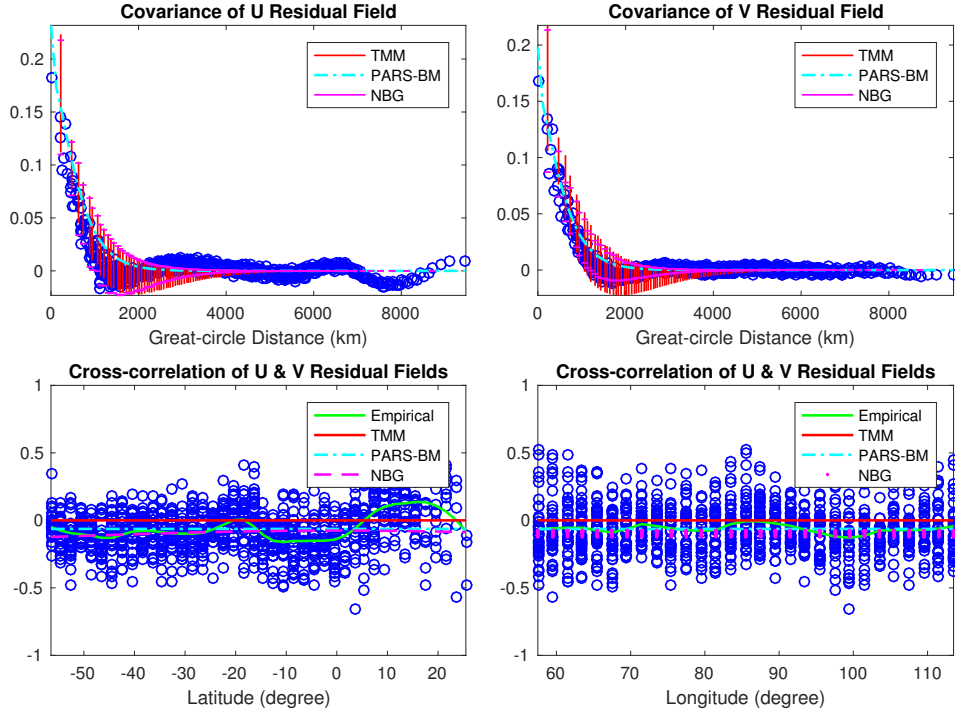 Covariance of U Residual Field
TMM
PARS-BM
NBG
0.2
0.15
0.1
0.05
0
0 2000 4000 6000 8000
Great-circle Distance (km)
Covariance of V Residual Field
TMM
PARS-BM
NBG
0.2
0.15
0.1
0.05
0
0 2000 4000 6000 8000
Great-circle Distance (km)
Cross-correlation of U & V Residual Fields
Empirical
TMM
PARS-BM
NBG
1
0.5
0
-0.5
-1
-50 -40 -30 -20 -10 0 10 20
Latitude (degree)
Cross-correlation of U & V Residual Fields
Empirical
TMM
PARS-BM
NBG
1
0.5
0
-0.5
-1
60 70 80 90 100 110
Longitude (degree)